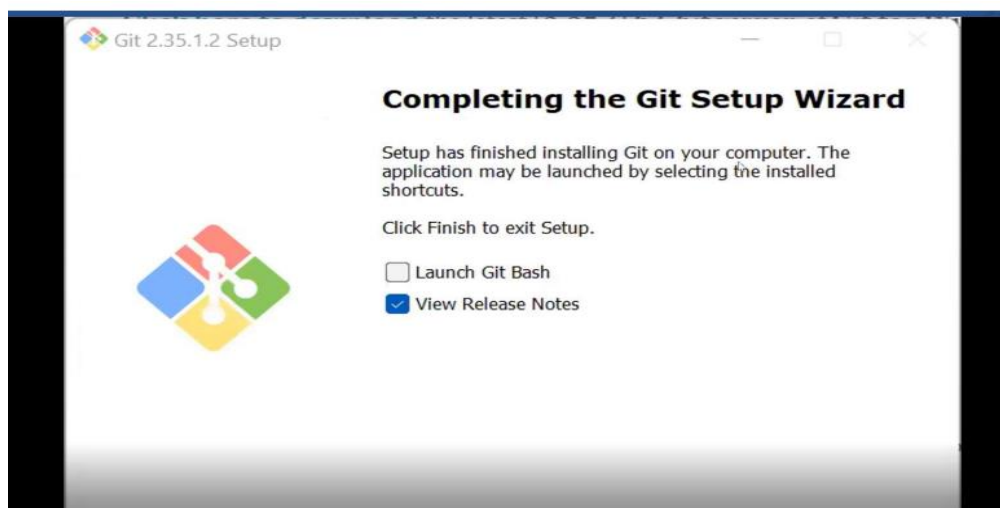 Git 2.35.1.2 Setup
Completing the Git Setup Wizard
Setup has finished installing Git on your computer. The
application may be launched by selecting the installed
shortcuts.
Click Finish to exit Setup.
Launch Git Bash
View Release Notes